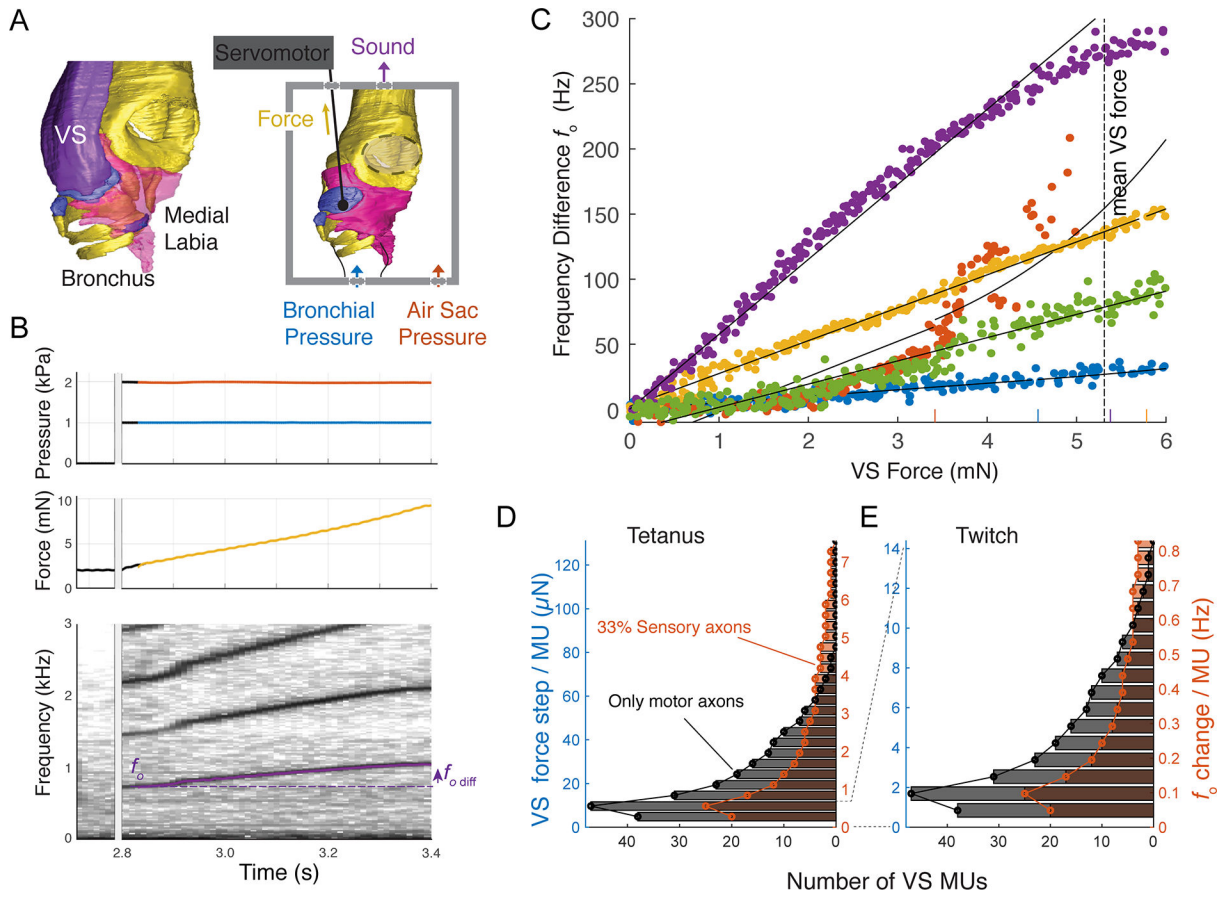 A
VS
Medial
Labia
Bronchus
Servomotor
Sound
Force
Bronchial
Pressure
Air Sac
Pressure
B
Pressure (kPa)
2
1
0
Force (mN)
10
5
0
Frequency (kHz)
3
2
1
0
fo
fo diff
2.8
3.0
3.2
3.4
Time (s)
C
Frequency Difference fo (Hz)
300
250
200
150
100
50
0
mean VS force
0
1
2
3
4
5
6
VS Force (mN)
D
Tetanus
VS force step / MU (µN)
120
100
80
60
40
20
0
33% Sensory axons
Only motor axons
7
6
5
4
3
2
1
0
40
30
20
10
0
E
Twitch
14
12
10
8
6
4
2
0
0.8
0.7
0.6
0.5
0.4
0.3
0.2
0.1
0
fo change / MU (Hz)
40
30
20
10
0
Number of VS MUs